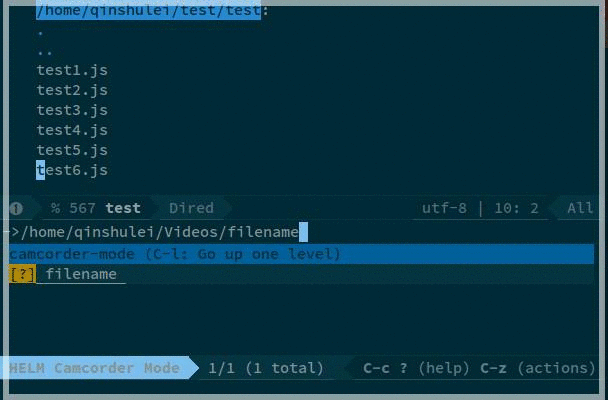 /home/qinshulei/test/test:
.
..
test1.js
test2.js
test3.js
test4.js
test5.js
test6.js
❶ % 567 test Dired utf-8 | 10: 2 All
->/home/qinshulei/Videos/filename
camcorder-mode (C-l: Go up one level)
[?] filename
HELM Camcorder Mode 1/1 (1 total) C-c ? (help) C-z (actions)